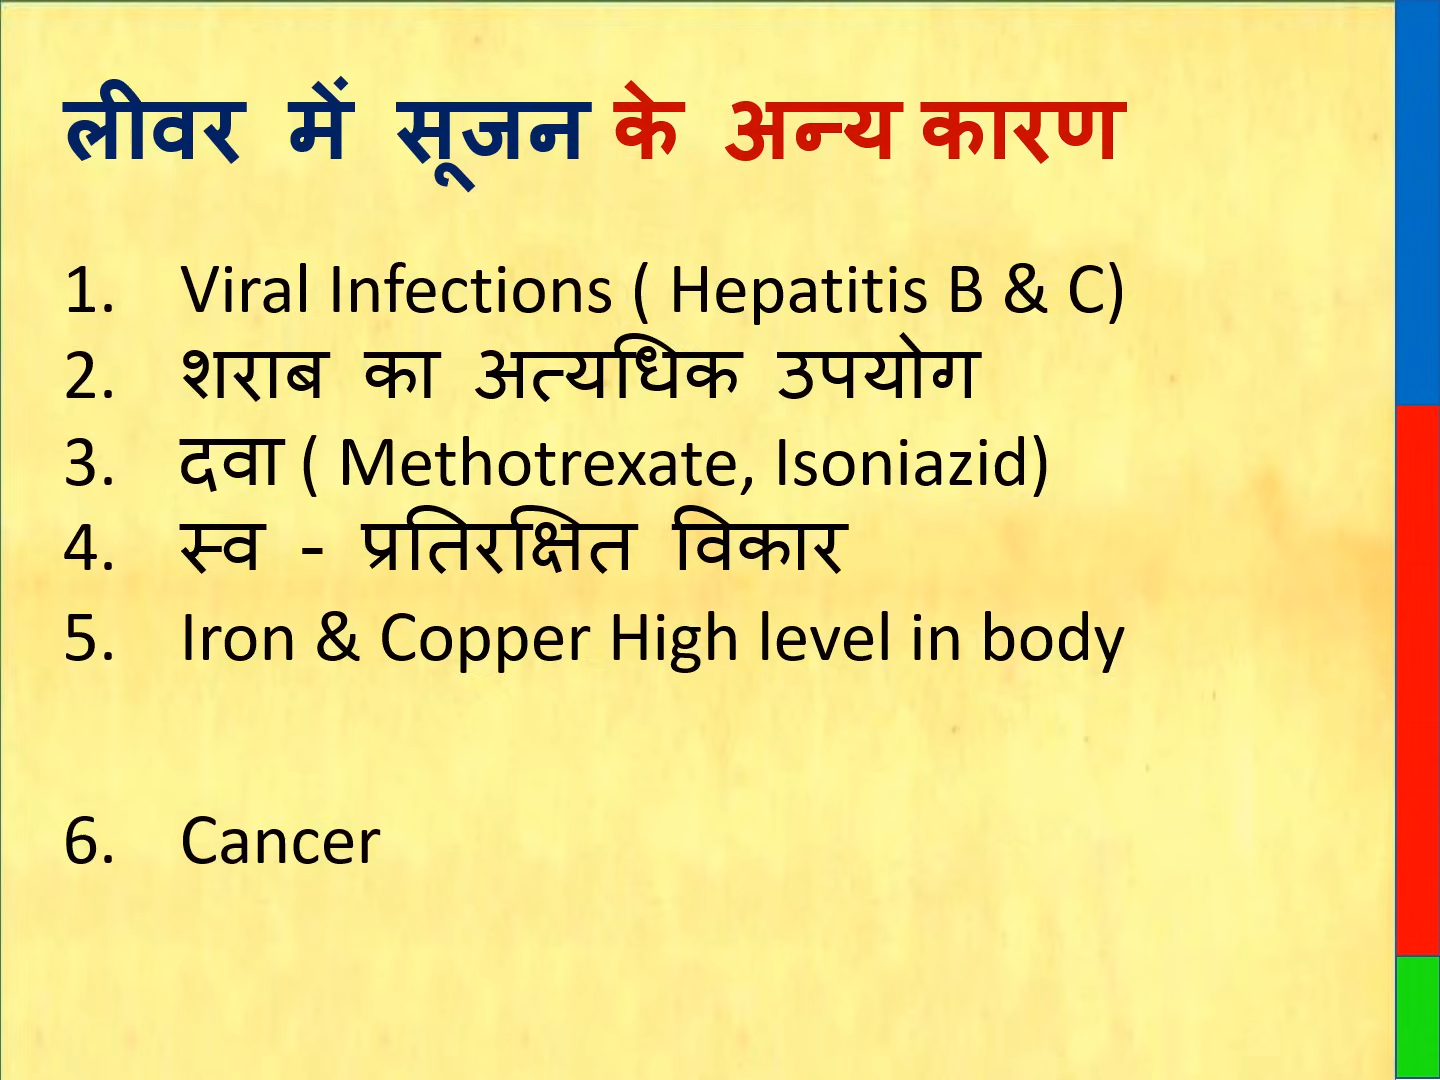 लीवर में सूजन के अन्य कारण
1. Viral Infections ( Hepatitis B & C)
2. शराब का अत्यधिक उपयोग
3. दवा ( Methotrexate, Isoniazid)
4. स्व - प्रतिरक्षित विकार
5. Iron & Copper High level in body
6. Cancer